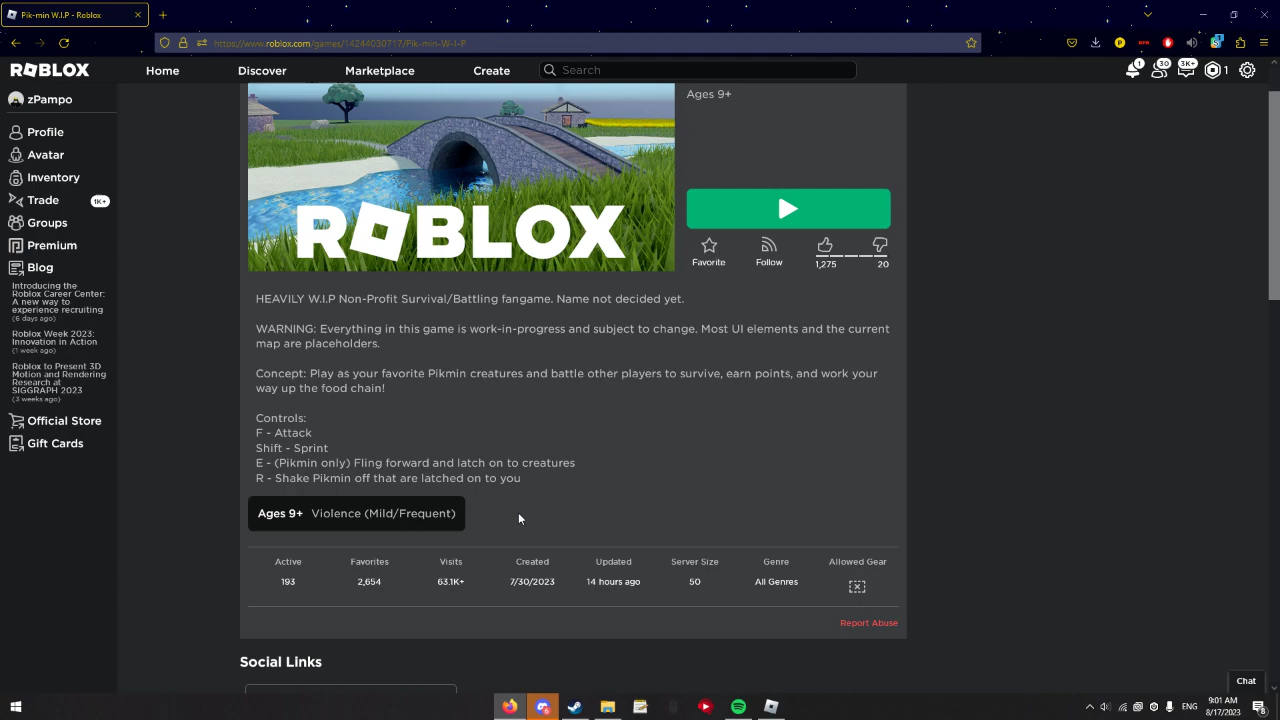 Pik-min W.I.P - Roblox
https://www.roblox.com/games/14244030717/Pik-min-W-I-P
ROBLOX
Home
Discover
Marketplace
Create
Search
1
30
3K+
1
zPampo
Profile
Avatar
Inventory
Trade
1K+
Groups
Premium
Blog
Introducing the
Roblox Career Center:
A new way to
experience recruiting
(6 days ago)
Roblox Week 2023:
Innovation in Action
(1 week ago)
Roblox to Present 3D
Motion and Rendering
Research at
SIGGRAPH 2023
(3 weeks ago)
Official Store
Gift Cards
ROBLOX
Ages 9+
Favorite
Follow
1,275
20
HEAVILY W.I.P Non-Profit Survival/Battling fangame. Name not decided yet.
WARNING: Everything in this game is work-in-progress and subject to change. Most UI elements and the current
map are placeholders.
Concept: Play as your favorite Pikmin creatures and battle other players to survive, earn points, and work your
way up the food chain!
Controls:
F - Attack
Shift - Sprint
E - (Pikmin only) Fling forward and latch on to creatures
R - Shake Pikmin off that are latched on to you
Ages 9+ Violence (Mild/Frequent)
Active
Favorites
Visits
Created
Updated
Server Size
Genre
Allowed Gear
193
2,654
63.1K+
7/30/2023
14 hours ago
50
All Genres
Report Abuse
Social Links
Chat
ENG
9:01 AM
8/17/2023